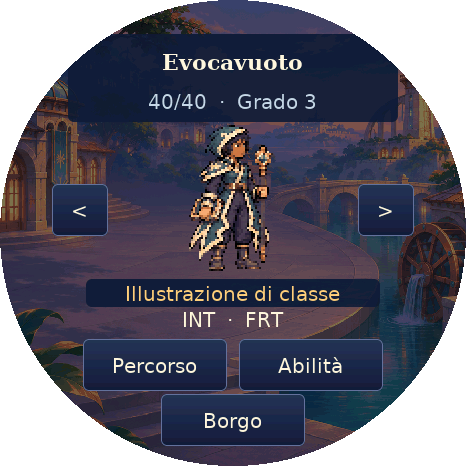 Evocavuoto
40/40 · Grado 3
< >
Illustrazione di classe
INT · FRT
Percorso Abilità
Borgo